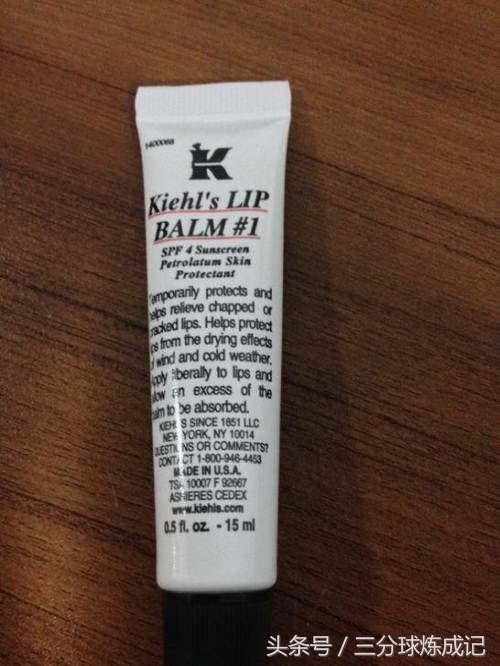 1400068
K
Kiehl's LIP
BALM #1
SPF 4 Sunscreen
Petrolatum Skin
Protectant
Temporarily protects and
helps relieve chapped or
cracked lips. Helps protect
lips from the drying effects
of wind and cold weather.
Apply liberally to lips and
allow an excess of the
balm to be absorbed.
KIEHL'S SINCE 1851 LLC
NEW YORK, NY 10014
QUESTIONS OR COMMENTS?
CONTACT 1-800-946-4453
MADE IN U.S.A.
TSA 10007 F 92667
ASNIERES CEDEX
www.kiehls.com
0.5 fl. oz. - 15 ml
头条号 / 三分球炼成记